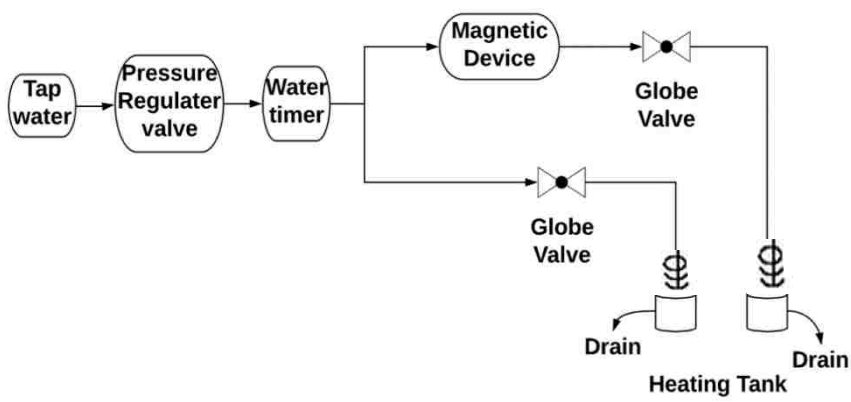 Tap
water
Pressure
Regulater
valve
Water
timer
Magnetic
Device
Globe
Valve
Globe
Valve
Drain
Drain
Heating Tank